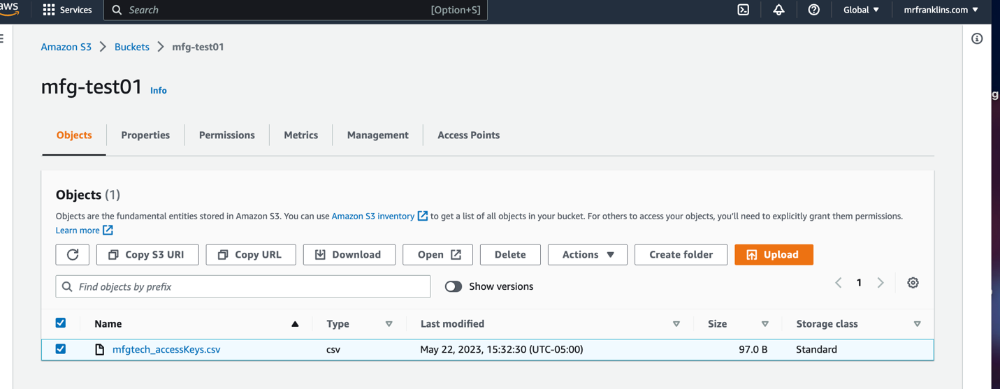 aws Services Search [Option+S] Global mrfranklins.com
Amazon S3 > Buckets > mfg-test01
mfg-test01 Info
Objects Properties Permissions Metrics Management Access Points
Objects (1)
Objects are the fundamental entities stored in Amazon S3. You can use Amazon S3 inventory to get a list of all objects in your bucket. For others to access your objects, you'll need to explicitly grant them permissions.
Learn more
Copy S3 URI Copy URL Download Open Delete Actions Create folder Upload
Find objects by prefix Show versions < 1 >
Name Type Last modified Size Storage class
mfgtech_accessKeys.csv csv May 22, 2023, 15:32:30 (UTC-05:00) 97.0 B Standard